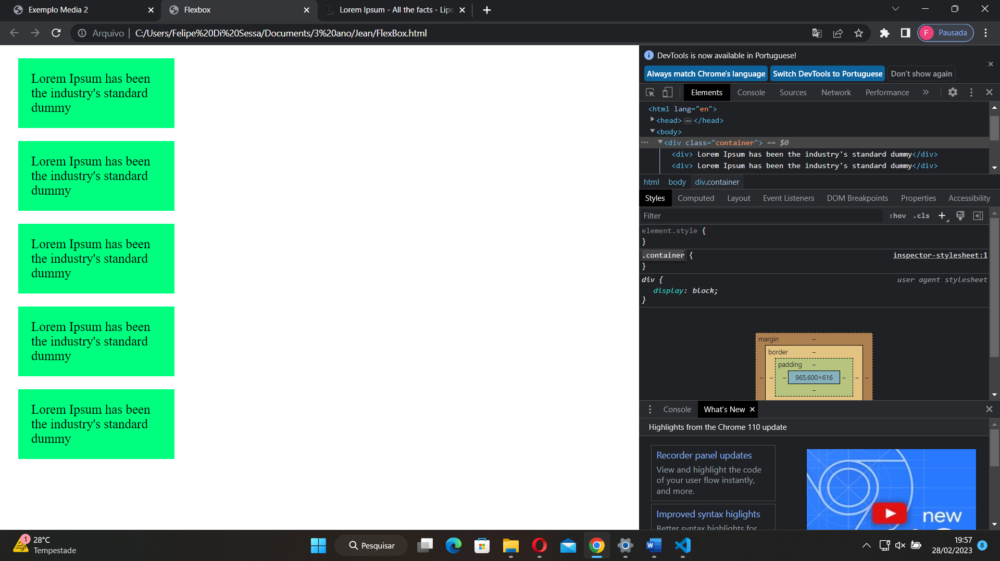 Exemplo Media 2
Flexbox
Lorem Ipsum - All the facts - Lips
Arquivo
C:/Users/Felipe%20Di%20Sessa/Documents/3%20ano/Jean/FlexBox.html
F
Pausada
Lorem Ipsum has been
the industry's standard
dummy
Lorem Ipsum has been
the industry's standard
dummy
Lorem Ipsum has been
the industry's standard
dummy
Lorem Ipsum has been
the industry's standard
dummy
Lorem Ipsum has been
the industry's standard
dummy
DevTools is now available in Portuguese!
Always match Chrome's language
Switch DevTools to Portuguese
Don't show again
Elements Console Sources Network Performance »
<html lang="en">
<head> ••• </head>
<body>
<div class="container"> == $0
<div> Lorem Ipsum has been the industry's standard dummy</div>
<div> Lorem Ipsum has been the industry's standard dummy</div>
html body div.container
Styles Computed Layout Event Listeners DOM Breakpoints Properties Accessibility
Filter :hov .cls +
element.style {
}
.container { inspector-stylesheet:1
}
div { user agent stylesheet
display: block;
}
margin –
border –
padding –
– – – 965.600×616 – – –
–
Console What's New
Highlights from the Chrome 110 update
Recorder panel updates
View and highlight the code
of your user flow instantly,
and more.
Improved syntax higlights
Better syntax highlights for
new
1
28°C
Tempestade
Pesquisar
W
19:57
28/02/2023
8